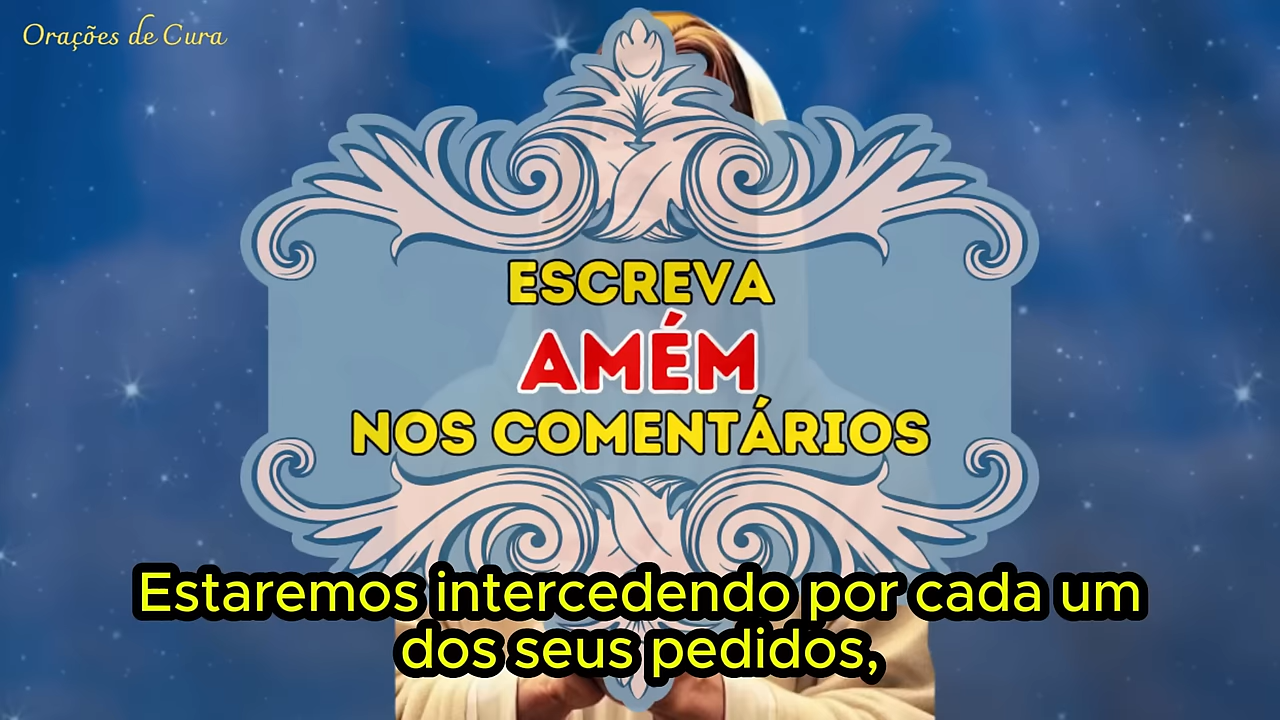 Orações de Cura
ESCREVA
AMÉM
NOS COMENTÁRIOS
Estaremos intercedendo por cada um
dos seus pedidos,